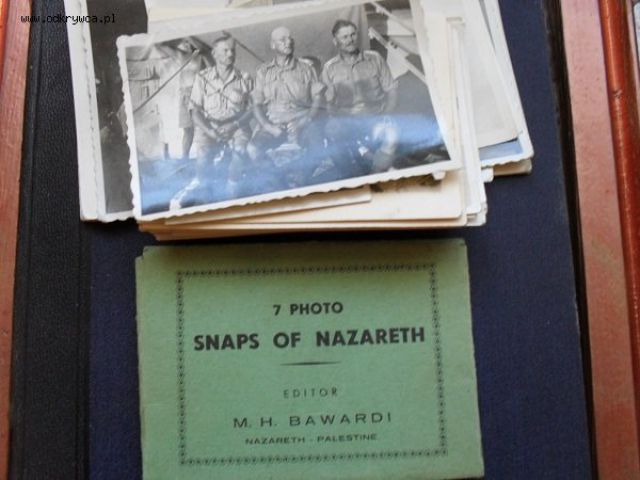 www.odkrywca.pl
7 PHOTO
SNAPS OF NAZARETH
EDITOR
M. H. BAWARDI
NAZARETH - PALESTINE